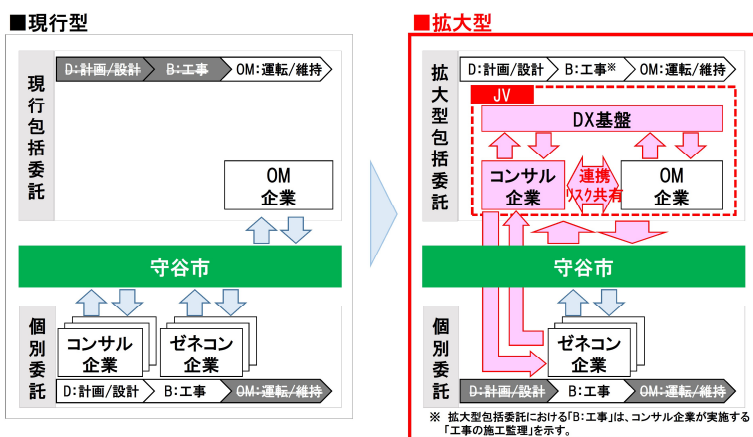 ■現行型
現行包括委託
D:計画/設計
B:工事
OM:運転/維持
OM
企業
守谷市
個別委託
コンサル
企業
ゼネコン
企業
D:計画/設計
B:工事
OM:運転/維持
■拡大型
拡大型包括委託
D:計画/設計
B:工事※
OM:運転/維持
JV
DX基盤
コンサル
企業
連携
リスク共有
OM
企業
守谷市
個別委託
ゼネコン
企業
D:計画/設計
B:工事
OM:運転/維持
※ 拡大型包括委託における「B:工事」は、コンサル企業が実施する
「工事の施工監理」を示す。